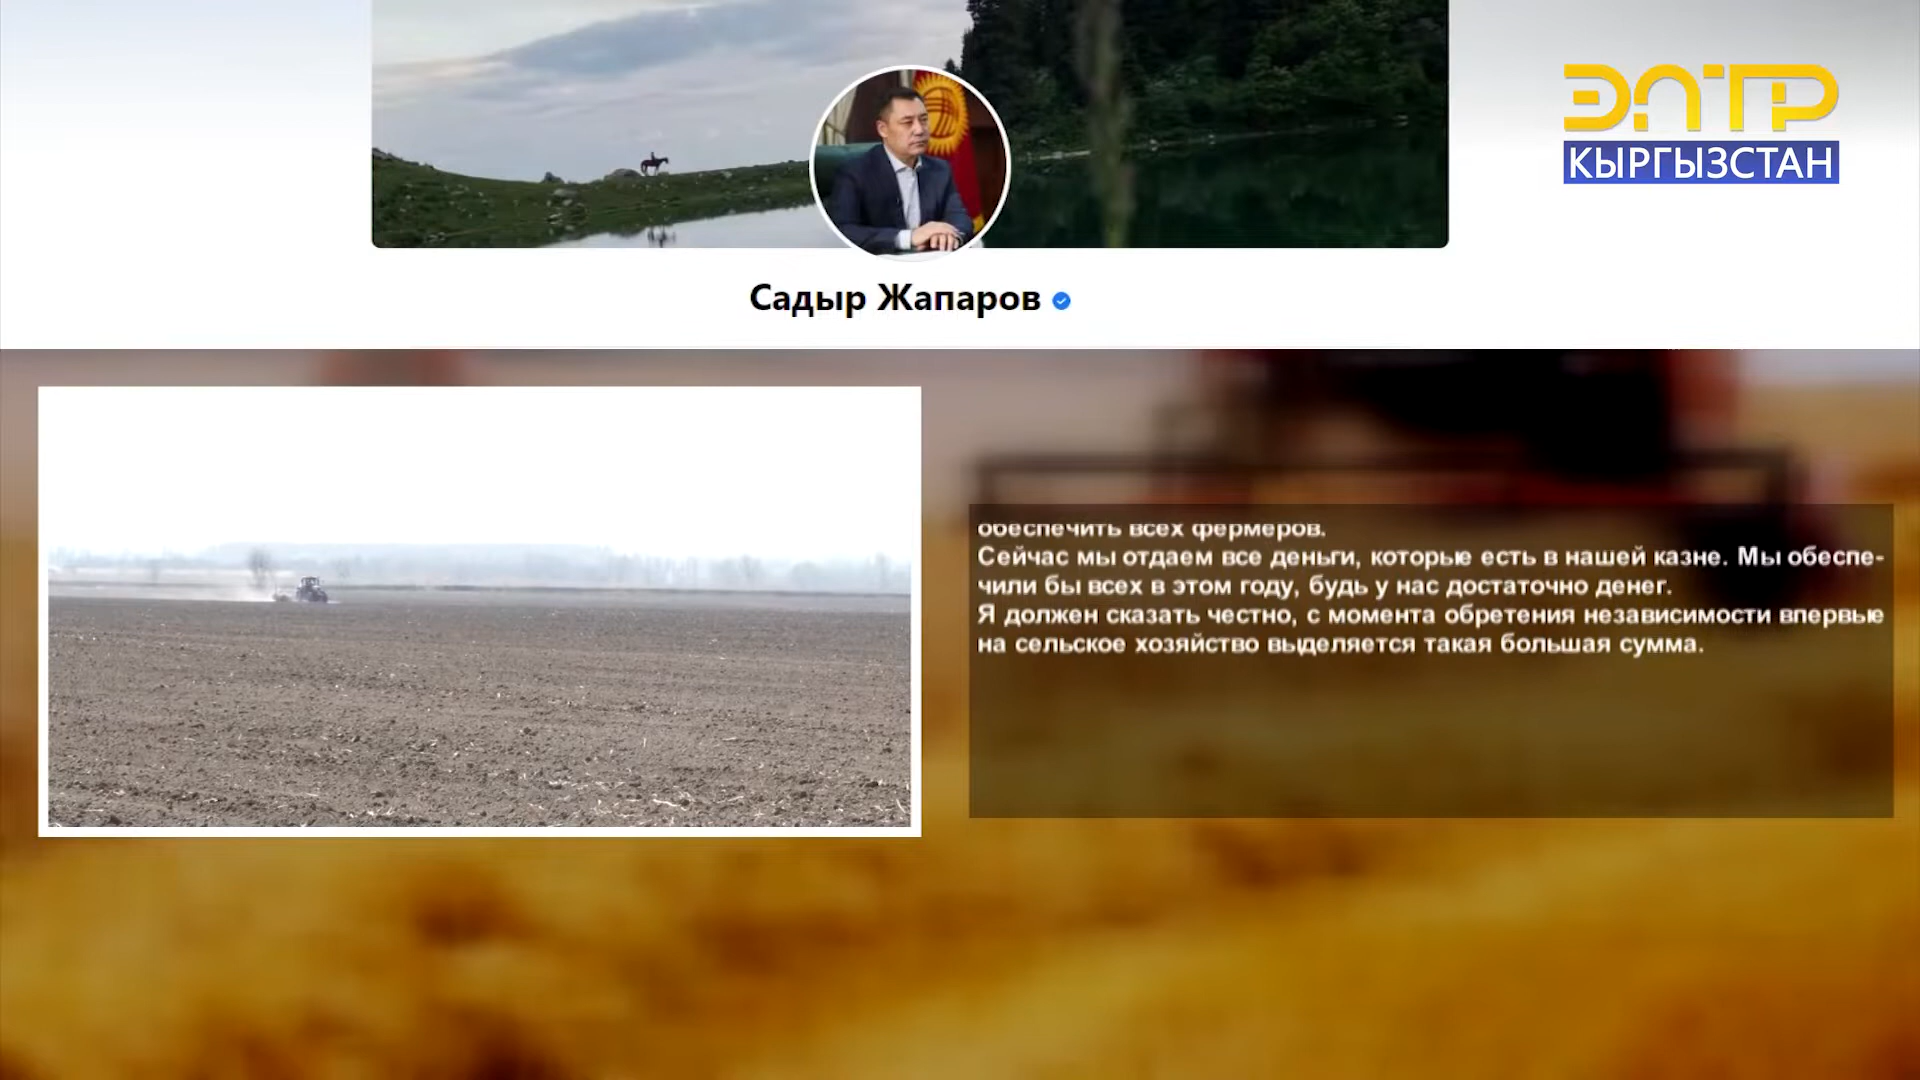 ЭЛТР
КЫРГЫЗСТАН
Садыр Жапаров
обеспечить всех фермеров.
Сейчас мы отдаем все деньги, которые есть в нашей казне. Мы обеспе-
чили бы всех в этом году, будь у нас достаточно денег.
Я должен сказать честно, с момента обретения независимости впервые
на сельское хозяйство выделяется такая большая сумма.